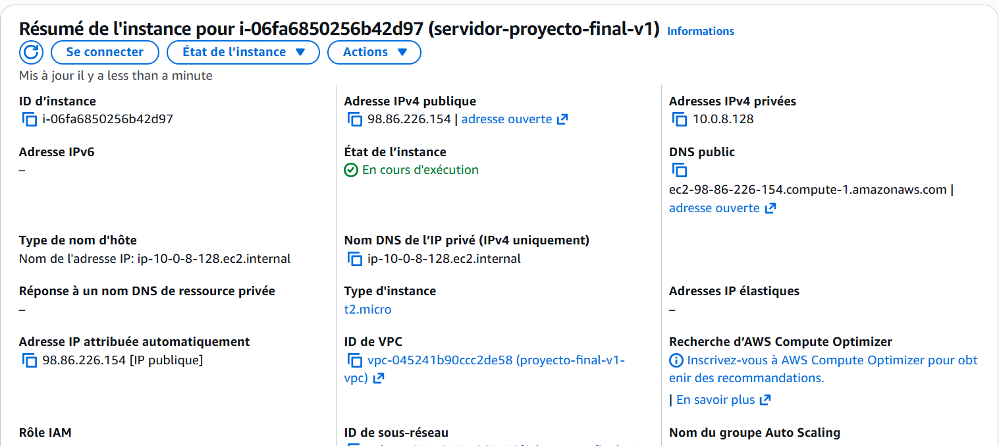 Résumé de l'instance pour i-06fa6850256b42d97 (servidor-proyecto-final-v1) Informations
Se connecter État de l’instance Actions
Mis à jour il y a less than a minute
ID d’instance
i-06fa6850256b42d97
Adresse IPv4 publique
98.86.226.154 | adresse ouverte
Adresses IPv4 privées
10.0.8.128
Adresse IPv6
–
État de l’instance
En cours d'exécution
DNS public
ec2-98-86-226-154.compute-1.amazonaws.com |
adresse ouverte
Type de nom d'hôte
Nom de l'adresse IP: ip-10-0-8-128.ec2.internal
Nom DNS de l’IP privé (IPv4 uniquement)
ip-10-0-8-128.ec2.internal
Réponse à un nom DNS de ressource privée
–
Type d'instance
t2.micro
Adresses IP élastiques
–
Adresse IP attribuée automatiquement
98.86.226.154 [IP publique]
ID de VPC
vpc-045241b90ccc2de58 (proyecto-final-v1-
vpc)
Recherche d’AWS Compute Optimizer
Inscrivez-vous à AWS Compute Optimizer pour obt
enir des recommandations.
| En savoir plus
Rôle IAM
ID de sous-réseau
Nom du groupe Auto Scaling